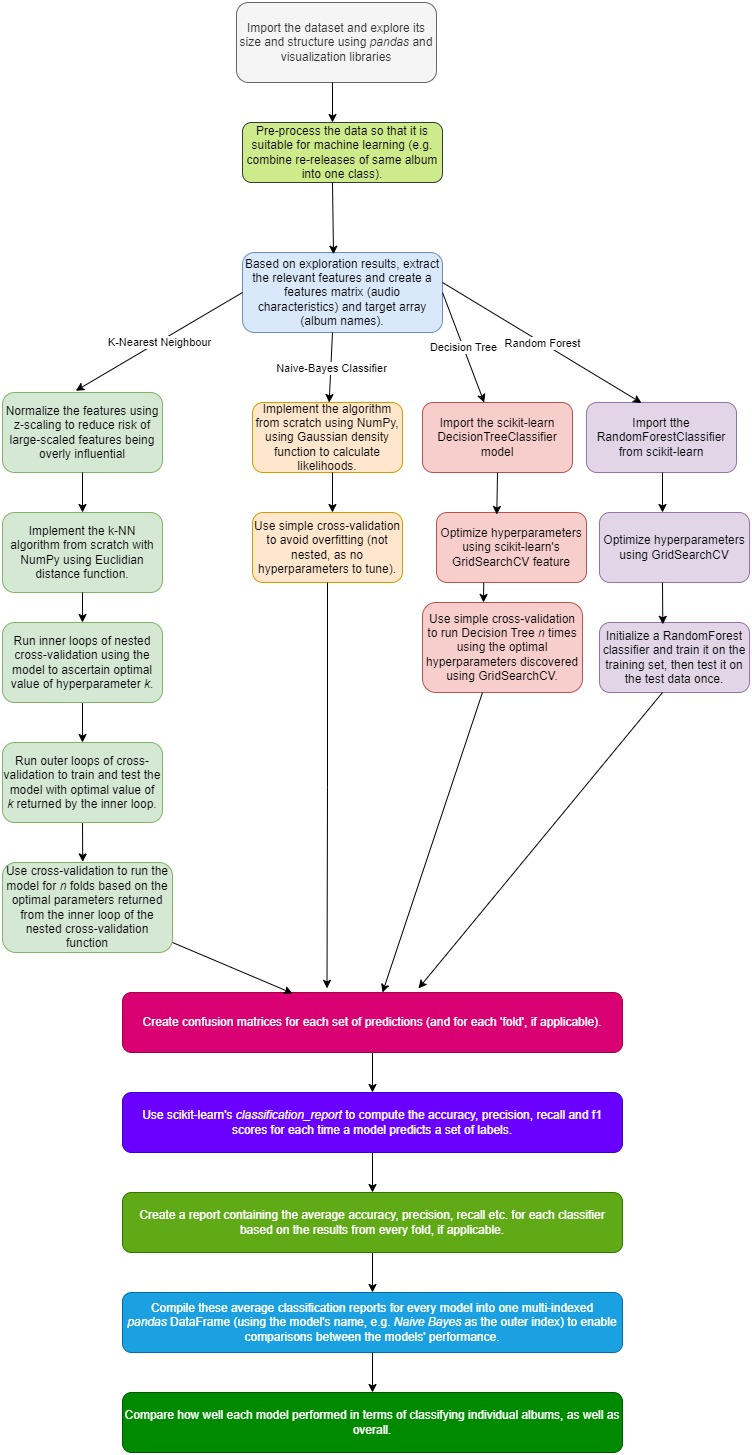 Import the dataset and explore its
size and structure using pandas and
visualization libraries
Pre-process the data so that it is
suitable for machine learning (e.g.
combine re-releases of same album
into one class).
Based on exploration results, extract
the relevant features and create a
features matrix (audio
characteristics) and target array
(album names).
K-Nearest Neighbour
Naive-Bayes Classifier
Decision Tree
Random Forest
Normalize the features using
z-scaling to reduce risk of
large-scaled features being
overly influential
Implement the k-NN
algorithm from scratch with
NumPy using Euclidian
distance function.
Run inner loops of nested
cross-validation using the
model to ascertain optimal
value of hyperparameter k.
Run outer loops of cross-
validation to train and test the
model with optimal value of
k returned by the inner loop.
Use cross-validation to run the
model for n folds based on the
optimal parameters returned
from the inner loop of the
nested cross-validation
function
Implement the algorithm
from scratch using NumPy,
using Gaussian density
function to calculate
likelihoods.
Use simple cross-validation
to avoid overfitting (not
nested, as no
hyperparameters to tune).
Import the scikit-learn
DecisionTreeClassifier
model
Optimize hyperparameters
using scikit-learn's
GridSearchCV feature
Use simple cross-validation
to run Decision Tree n times
using the optimal
hyperparameters discovered
using GridSearchCV.
Import tthe
RandomForestClassifier
from scikit-learn
Optimize hyperparameters
using GridSearchCV
Initialize a RandomForest
classifier and train it on the
training set, then test it on
the test data once.
Create confusion matrices for each set of predictions (and for each 'fold', if applicable).
Use scikit-learn's classification_report to compute the accuracy, precision, recall and f1
scores for each time a model predicts a set of labels.
Create a report containing the average accuracy, precision, recall etc. for each classifier
based on the results from every fold, if applicable.
Compile these average classification reports for every model into one multi-indexed
pandas DataFrame (using the model's name, e.g. Naive Bayes as the outer index) to enable
comparisons between the models' performance.
Compare how well each model performed in terms of classifying individual albums, as well as
overall.